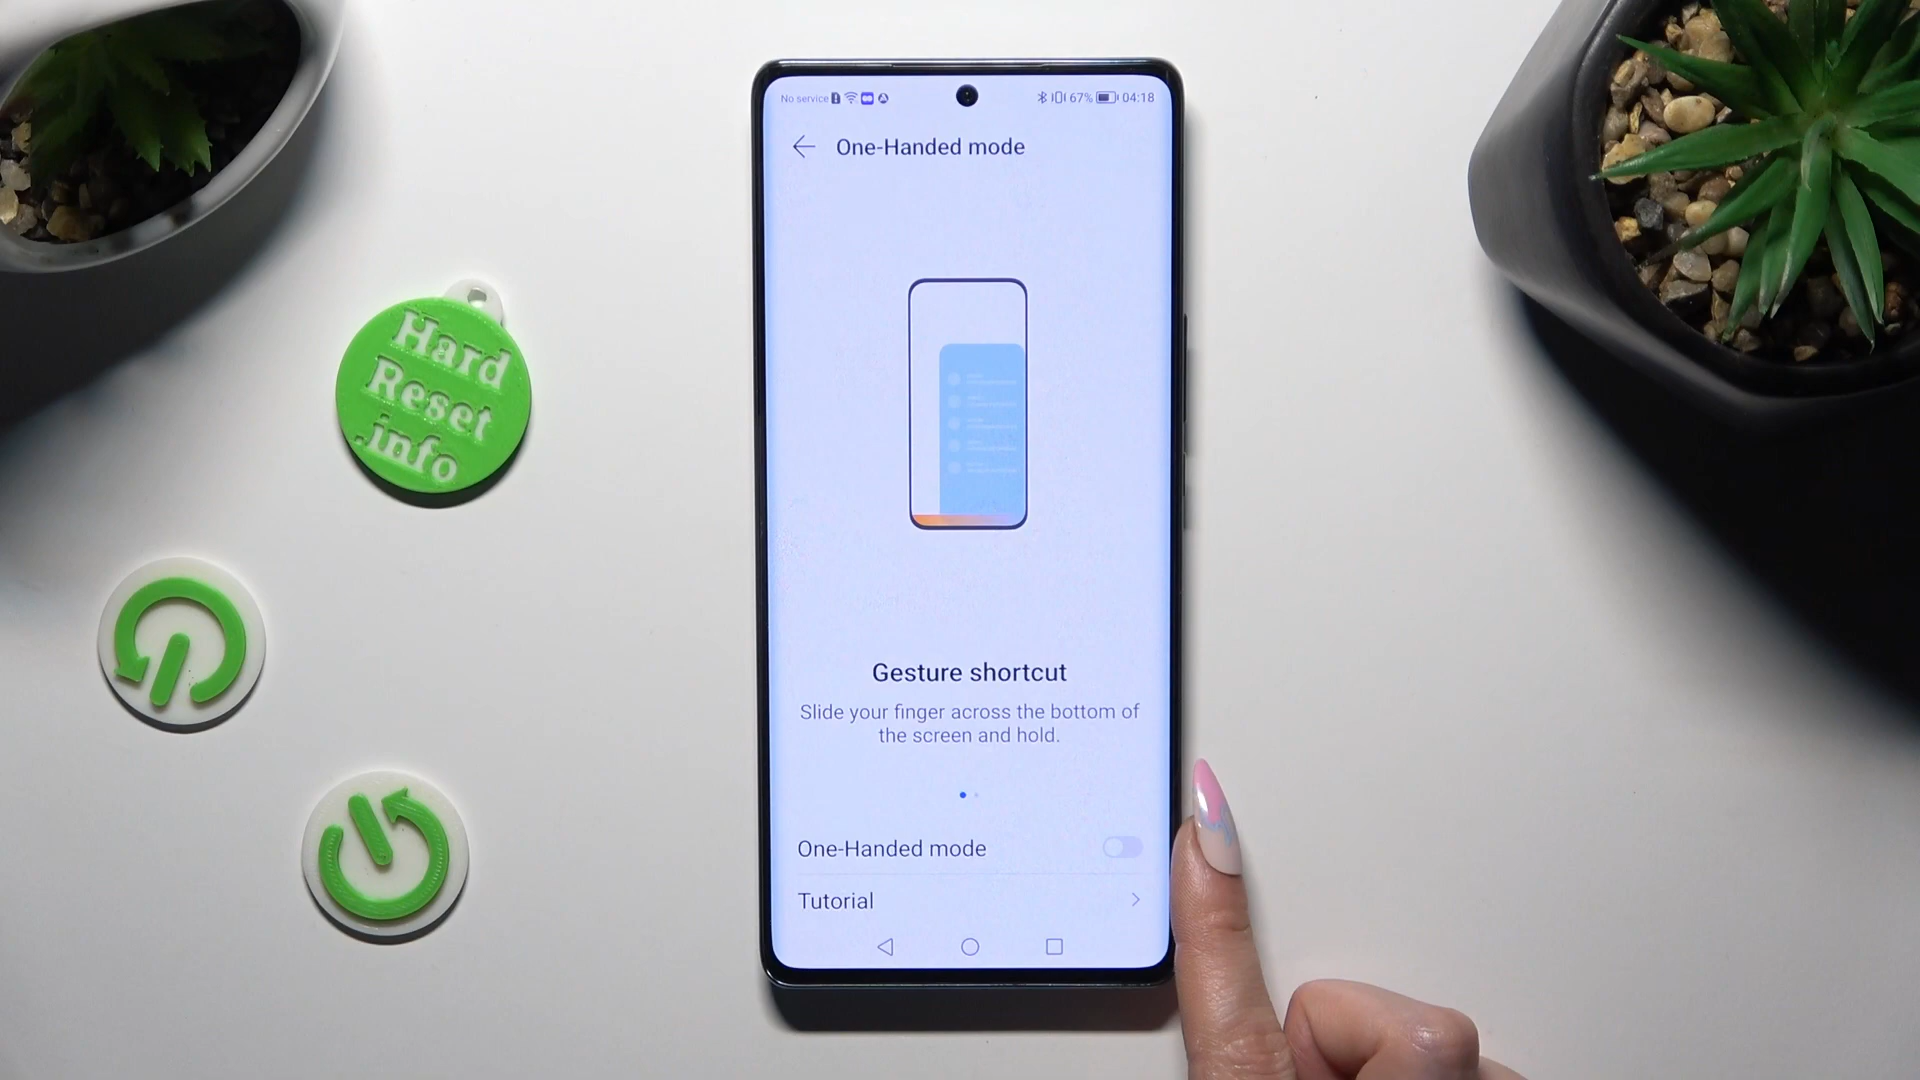 No service
67% 04:18
One-Handed mode
Hard
Reset
.info
Gesture shortcut
Slide your finger across the bottom of
the screen and hold.
One-Handed mode
Tutorial